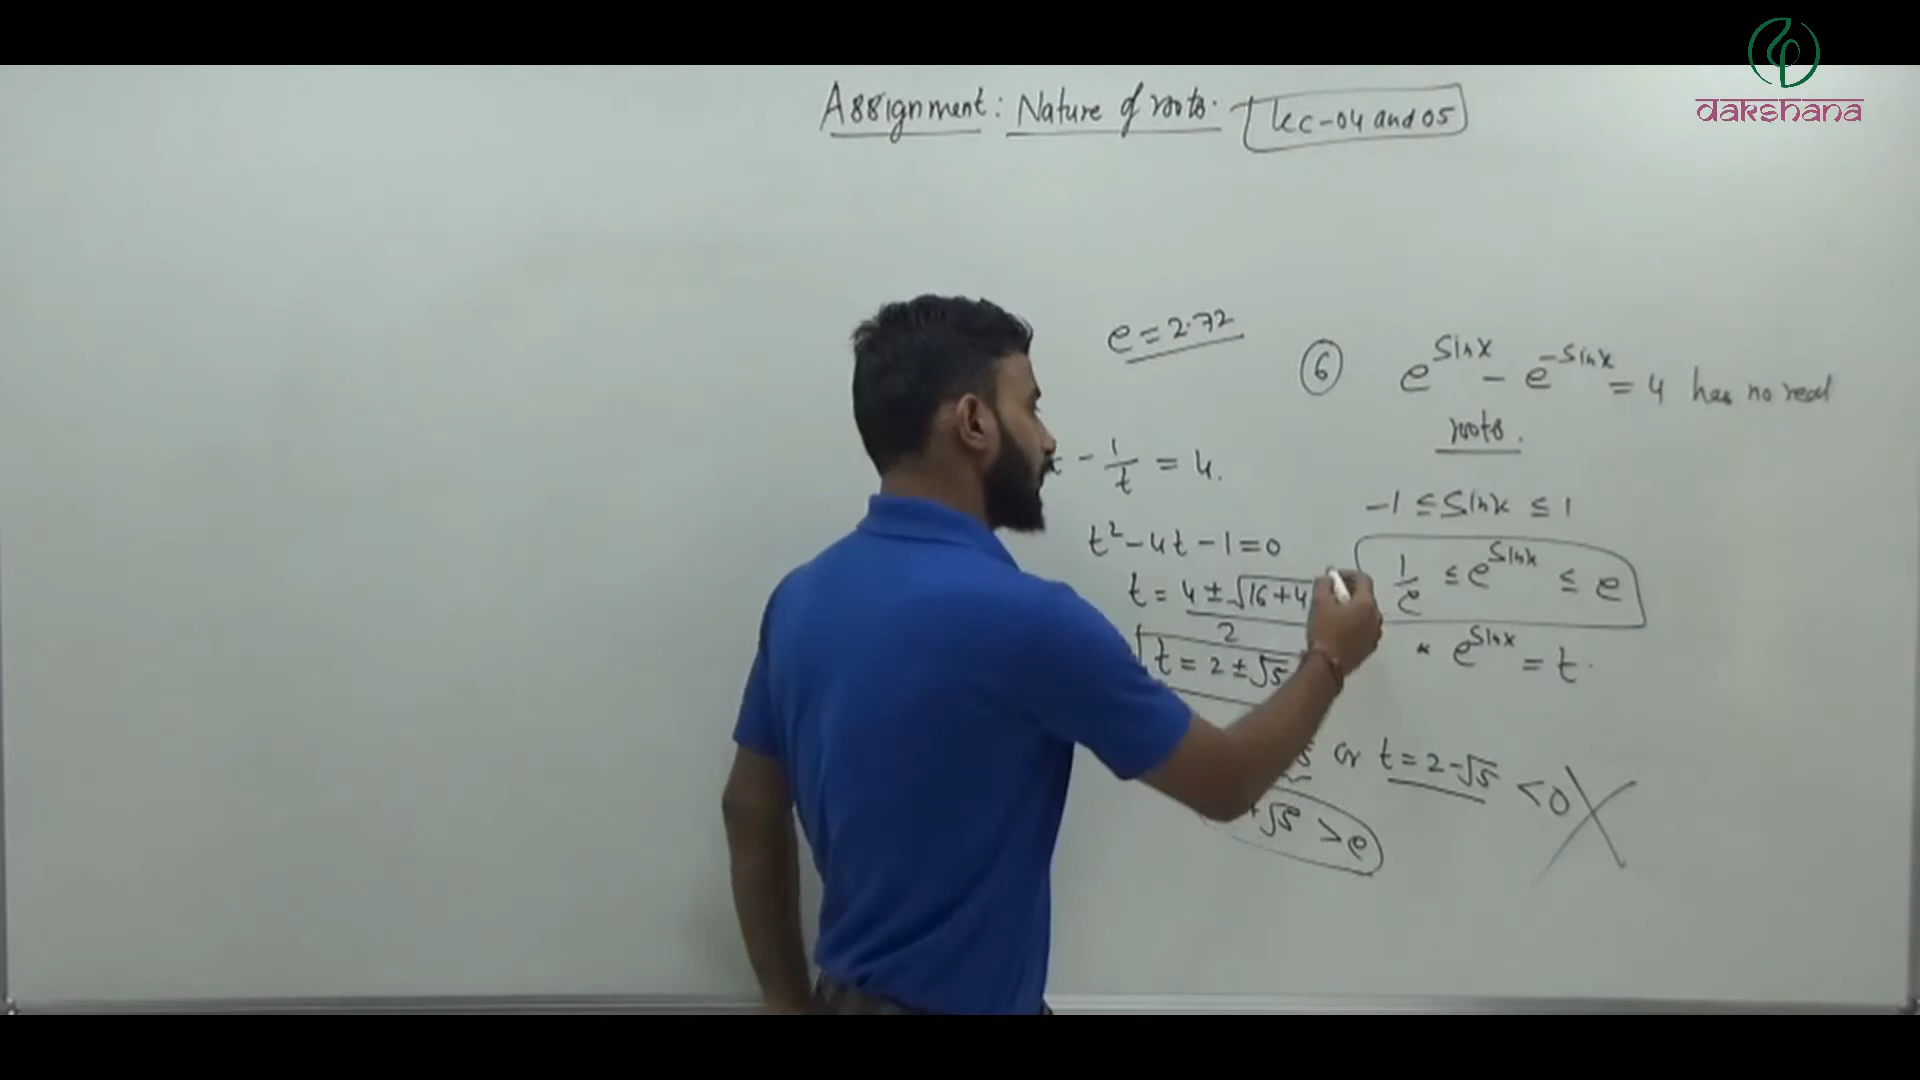 dakshana
Assignment: Nature of roots. Lec-04 and 05
e = 2.72
⑥ e^sinx - e^-sinx = 4 has no real
roots.
t - 1/t = 4.
-1 ≤ sinx ≤ 1
t² - 4t - 1 = 0
1/e ≤ e^sinx ≤ e
t = 4 ± √16+4
2
* e^sinx = t.
t = 2 ± √5
or t = 2 - √5 < 0
+ √5 > e